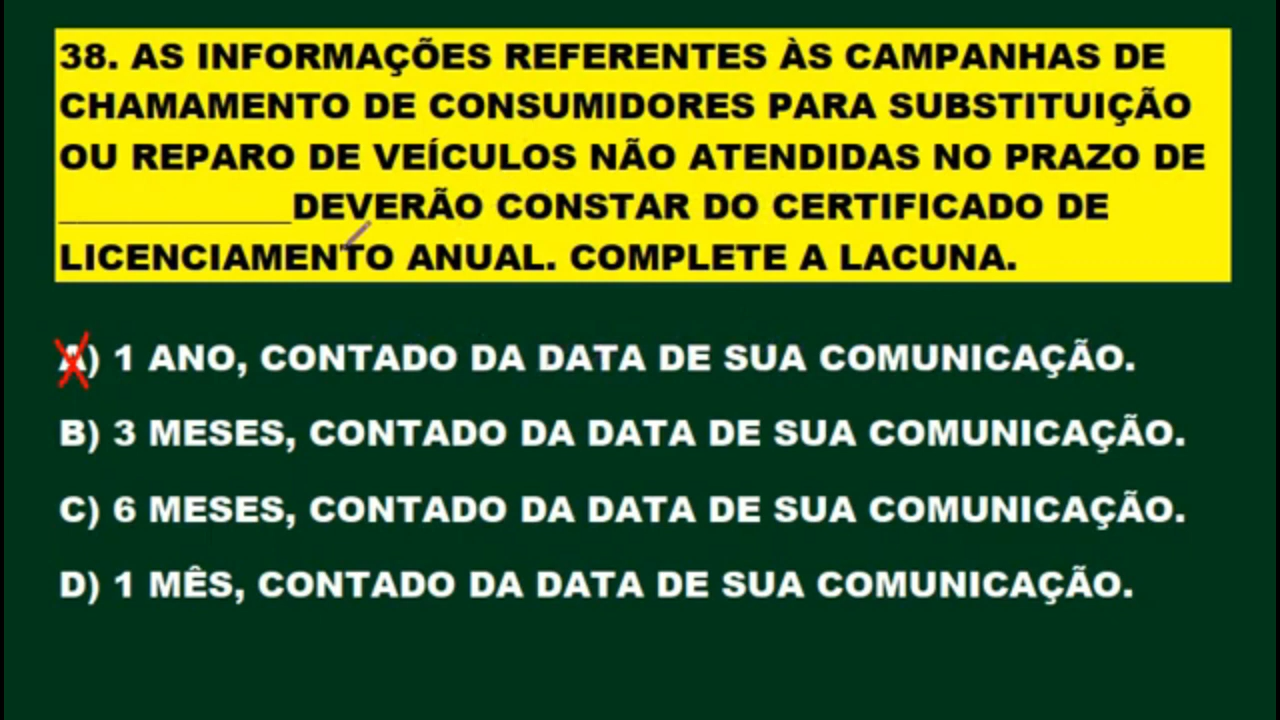 38. AS INFORMAÇÕES REFERENTES ÀS CAMPANHAS DE
CHAMAMENTO DE CONSUMIDORES PARA SUBSTITUIÇÃO
OU REPARO DE VEÍCULOS NÃO ATENDIDAS NO PRAZO DE
____________DEVERÃO CONSTAR DO CERTIFICADO DE
LICENCIAMENTO ANUAL. COMPLETE A LACUNA.
A) 1 ANO, CONTADO DA DATA DE SUA COMUNICAÇÃO.
B) 3 MESES, CONTADO DA DATA DE SUA COMUNICAÇÃO.
C) 6 MESES, CONTADO DA DATA DE SUA COMUNICAÇÃO.
D) 1 MÊS, CONTADO DA DATA DE SUA COMUNICAÇÃO.